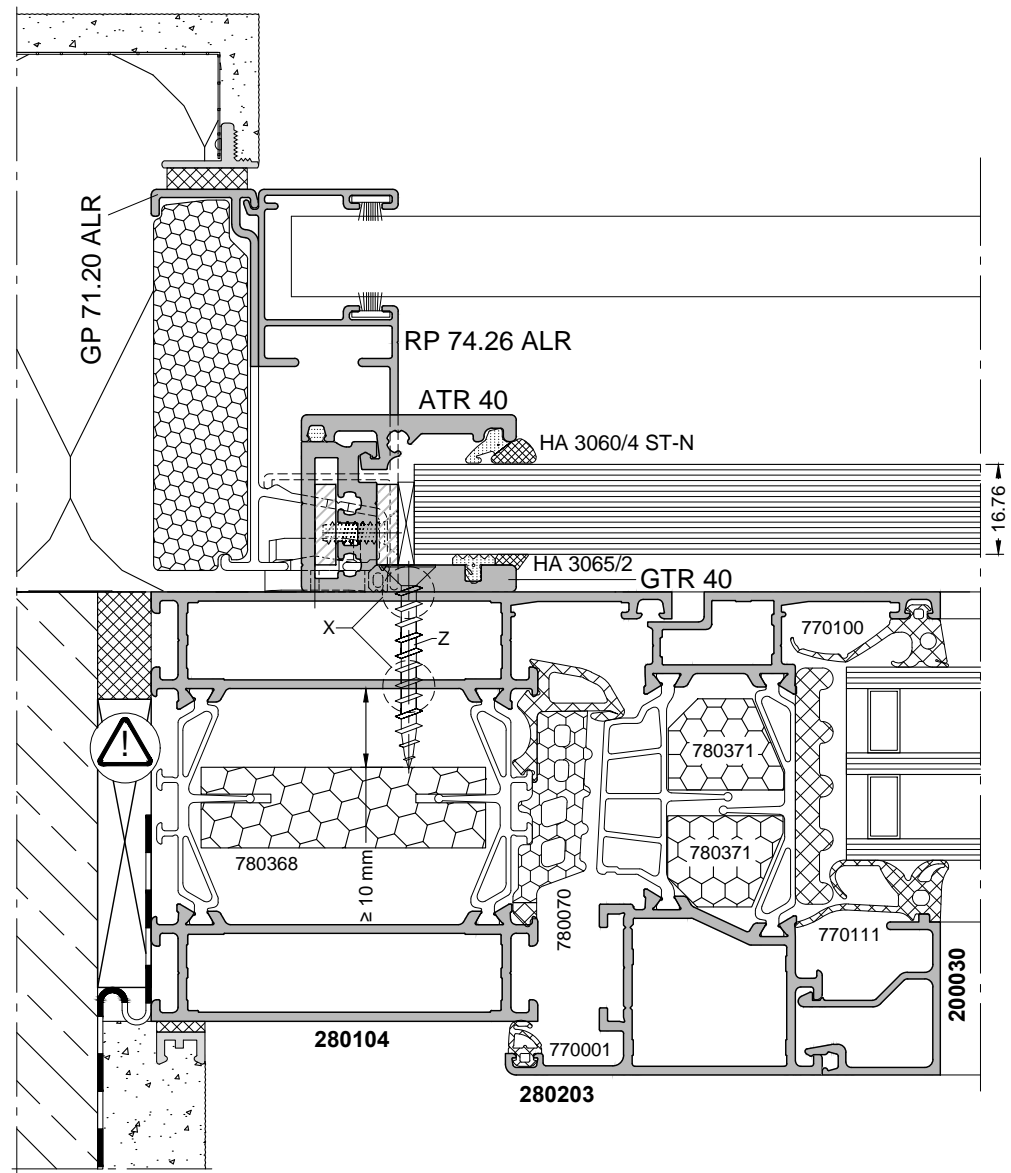 GP 71.20 ALR
RP 74.26 ALR
ATR 40
HA 3060/4 ST-N
16.76
HA 3065/2
GTR 40
X
Z
770100
!
780371
780371
780368
≥ 10 mm
780070
770111
200030
280104
770001
280203